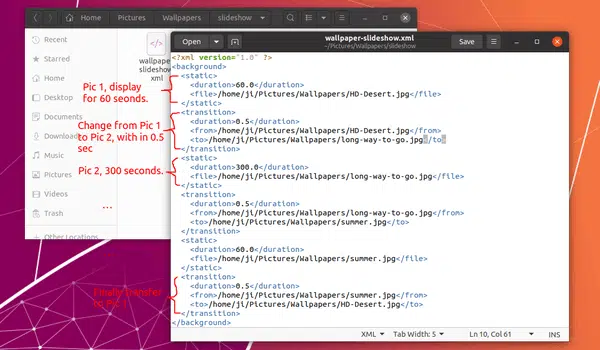 Home Pictures Wallpapers slideshow
Recent
Starred
Home
Desktop
Documents
Downloads
Music
Pictures
Videos
Trash
Other Locations
wallpaper-
slideshow.
xml
Pic 1, display
for 60 seonds.
Change from Pic 1
to Pic 2, with in 0.5
sec
Pic 2, 300 seconds.
...
Finally transfer
to Pic 1
Open
wallpaper-slideshow.xml
~/Pictures/Wallpapers/slideshow
Save
<?xml version="1.0" ?>
<background>
<static>
<duration>60.0</duration>
<file>/home/ji/Pictures/Wallpapers/HD-Desert.jpg</file>
</static>
<transition>
<duration>0.5</duration>
<from>/home/ji/Pictures/Wallpapers/HD-Desert.jpg</from>
<to>/home/ji/Pictures/Wallpapers/long-way-to-go.jpg</to>
</transition>
<static>
<duration>300.0</duration>
<file>/home/ji/Pictures/Wallpapers/long-way-to-go.jpg</file>
</static>
<transition>
<duration>0.5</duration>
<from>/home/ji/Pictures/Wallpapers/long-way-to-go.jpg</from>
<to>/home/ji/Pictures/Wallpapers/summer.jpg</to>
</transition>
<static>
<duration>60.0</duration>
<file>/home/ji/Pictures/Wallpapers/summer.jpg</file>
</static>
<transition>
<duration>0.5</duration>
<from>/home/ji/Pictures/Wallpapers/summer.jpg</from>
<to>/home/ji/Pictures/Wallpapers/HD-Desert.jpg</to>
</transition>
</background>
XML Tab Width: 5 Ln 10, Col 61 INS